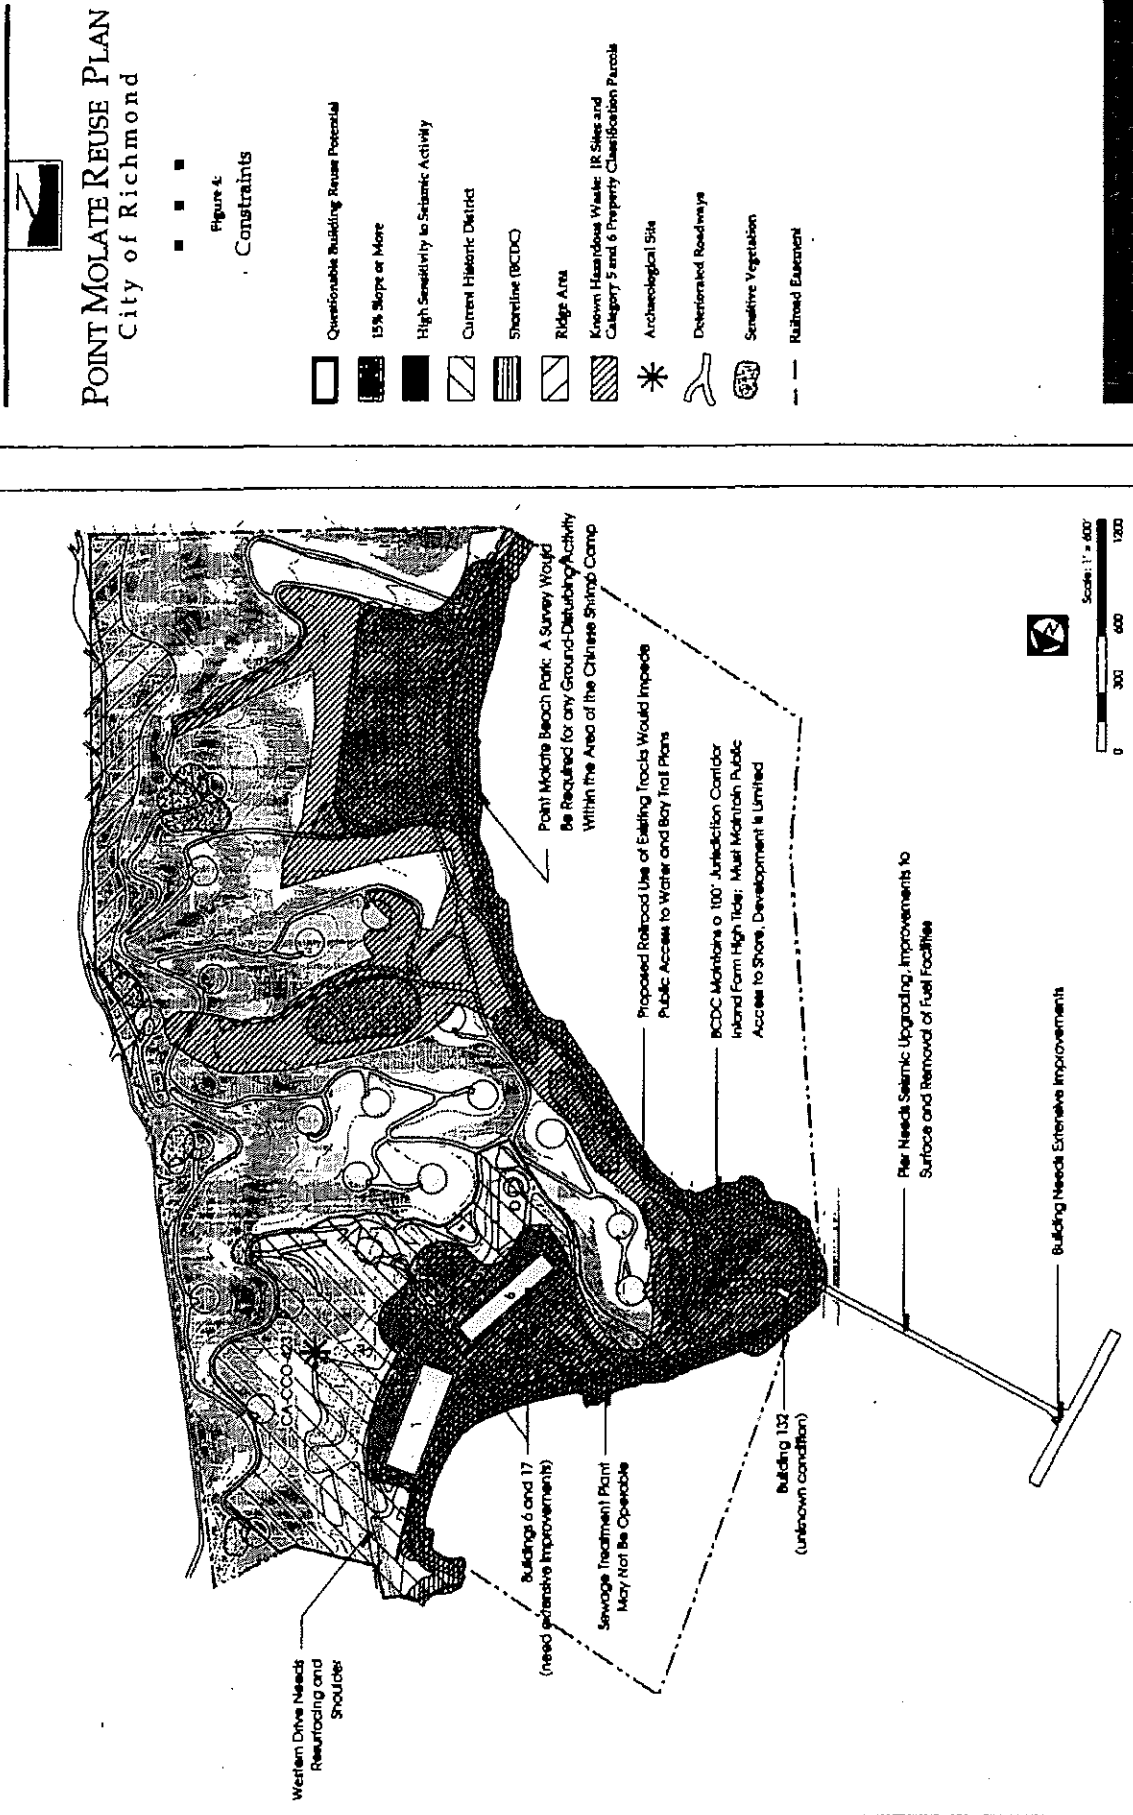 POINT MOLATE REUSE PLAN
City of Richmond
Figure 4:
Constraints
Questionable Building Reuse Potential
15% Slope or More
High Sensitivity to Seismic Activity
Current Historic District
Shoreline (BCDC)
Ridge Area
Known Hazardous Waste: IR Sites and
Category 5 and 6 Property Classification Parcels
Archaeological Site
Deteriorated Roadways
Sensitive Vegetation
Railroad Easement
Western Drive Needs
Resurfacing and
Shoulder
CA-CCO-423
1
6
Buildings 6 and 17
(need extensive improvements)
Sewage Treatment Plant
May Not Be Operable
Building 132
(unknown condition)
Point Molate Beach Park: A Survey Would
Be Required for any Ground-Disturbing Activity
Within the Area of the Chinese Shrimp Camp
Proposed Railroad Use of Existing Tracks Would Impede
Public Access to Water and Bay Trail Plans
BCDC Maintains a 100' Jurisdiction Corridor
Inland Form High Tide; Must Maintain Public
Access to Shore, Development is Limited
Pier Needs Seismic Upgrading, Improvements to
Surface and Removal of Fuel Facilities
Building Needs Extensive Improvements
Scale: 1" = 600'
0 300 600 1200